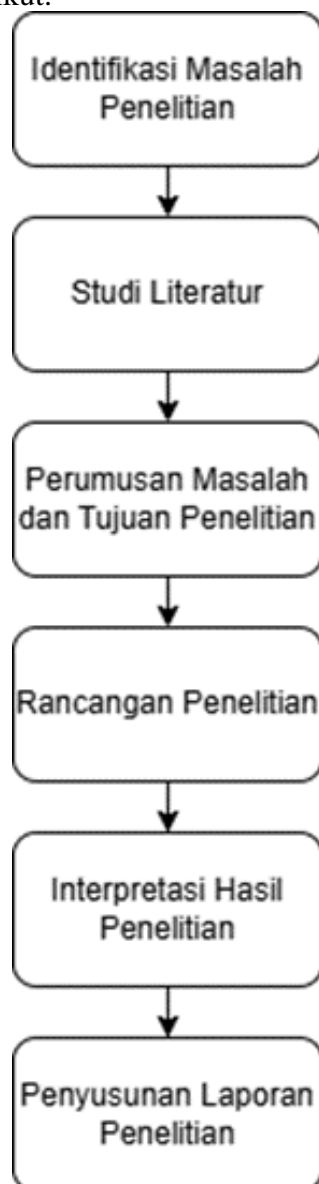 Identifikasi Masalah
Penelitian
Studi Literatur
Perumusan Masalah
dan Tujuan Penelitian
Rancangan Penelitian
Interpretasi Hasil
Penelitian
Penyusunan Laporan
Penelitian